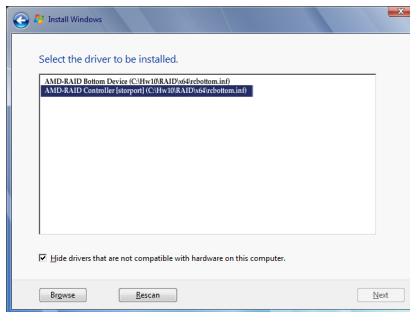 Install Windows
Select the driver to be installed.
AMD-RAID Bottom Device (C:\Hw10\RAID\x64\rcbottom.inf)
AMD-RAID Controller [storport] (C:\Hw10\RAID\x64\rcbottom.inf)
Hide drivers that are not compatible with hardware on this computer.
Browse Rescan Next